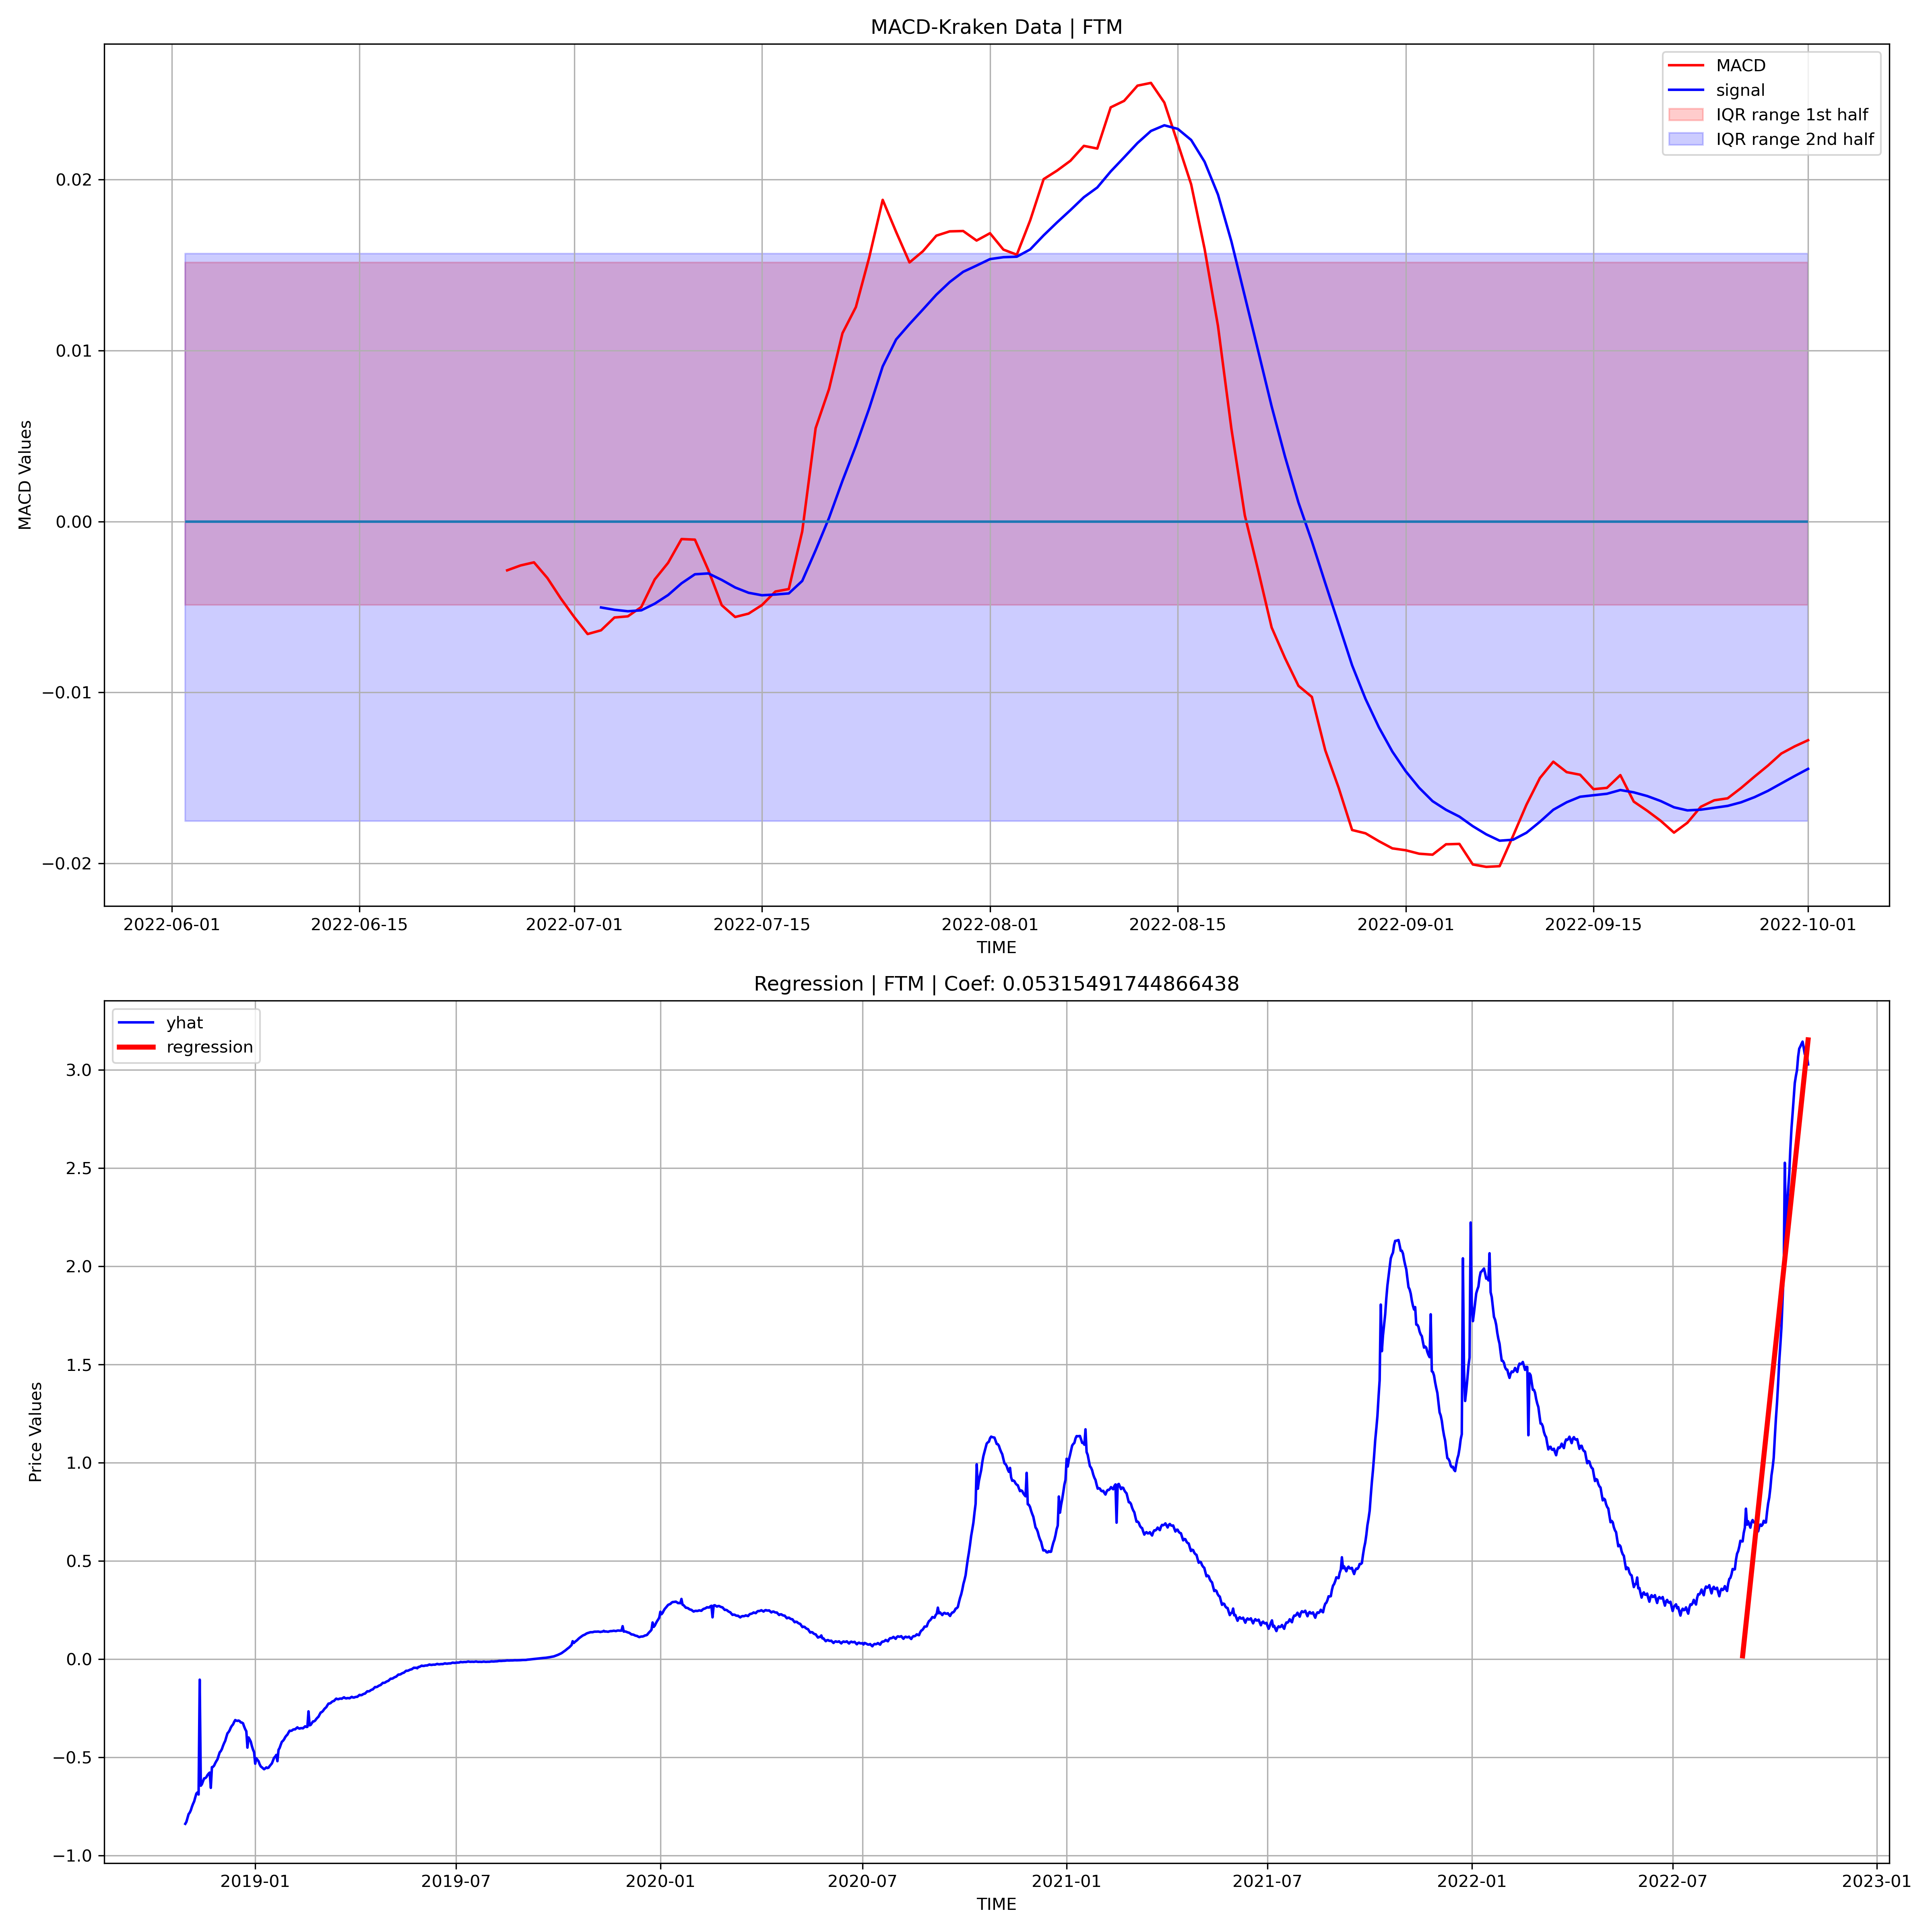 MACD-Kraken Data | FTM
MACD
signal
IQR range 1st half
IQR range 2nd half
MACD Values
0.02
0.01
0.00
−0.01
−0.02
2022-06-01 2022-06-15 2022-07-01 2022-07-15 2022-08-01 2022-08-15 2022-09-01 2022-09-15 2022-10-01
TIME
Regression | FTM | Coef: 0.05315491744866438
yhat
regression
Price Values
3.0
2.5
2.0
1.5
1.0
0.5
0.0
−0.5
−1.0
2019-01 2019-07 2020-01 2020-07 2021-01 2021-07 2022-01 2022-07 2023-01
TIME